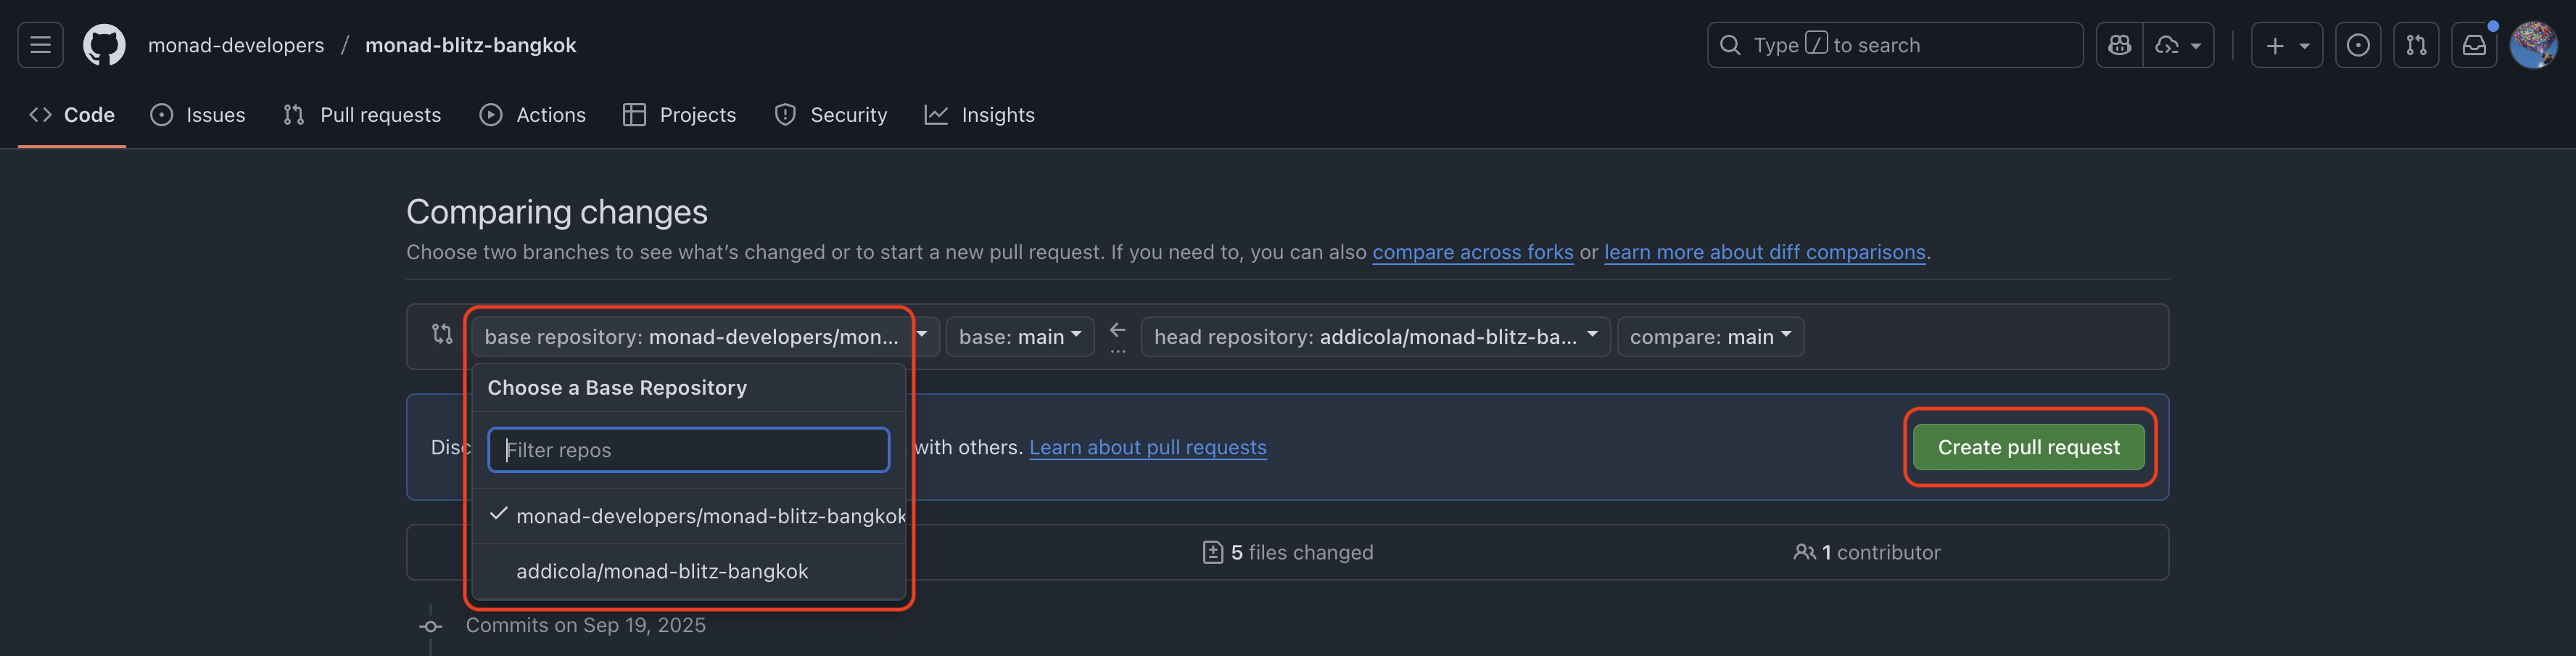 monad-developers / monad-blitz-bangkok
Type / to search
Code Issues Pull requests Actions Projects Security Insights
Comparing changes
Choose two branches to see what's changed or to start a new pull request. If you need to, you can also compare across forks or learn more about diff comparisons.
base repository: monad-developers/mon... base: main ... head repository: addicola/monad-blitz-ba... compare: main
Choose a Base Repository
Filter repos
Disc with others. Learn about pull requests
Create pull request
monad-developers/monad-blitz-bangkok
5 files changed
1 contributor
addicola/monad-blitz-bangkok
Commits on Sep 19, 2025